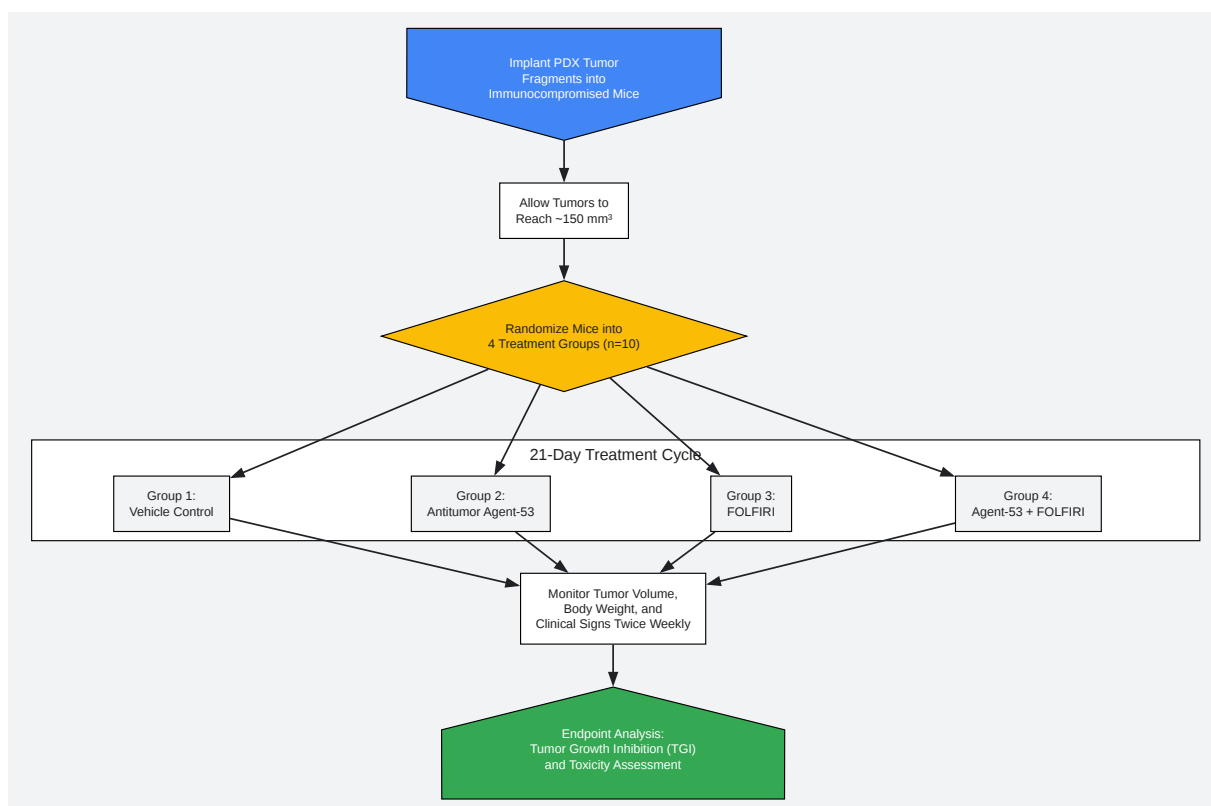 Implant PDX Tumor
Fragments into
Immunocompromised Mice
Allow Tumors to
Reach ~150 mm³
Randomize Mice into
4 Treatment Groups (n=10)
21-Day Treatment Cycle
Group 1:
Vehicle Control
Group 2:
Antitumor Agent-53
Group 3:
FOLFIRI
Group 4:
Agent-53 + FOLFIRI
Monitor Tumor Volume,
Body Weight, and
Clinical Signs Twice Weekly
Endpoint Analysis:
Tumor Growth Inhibition (TGI)
and Toxicity Assessment